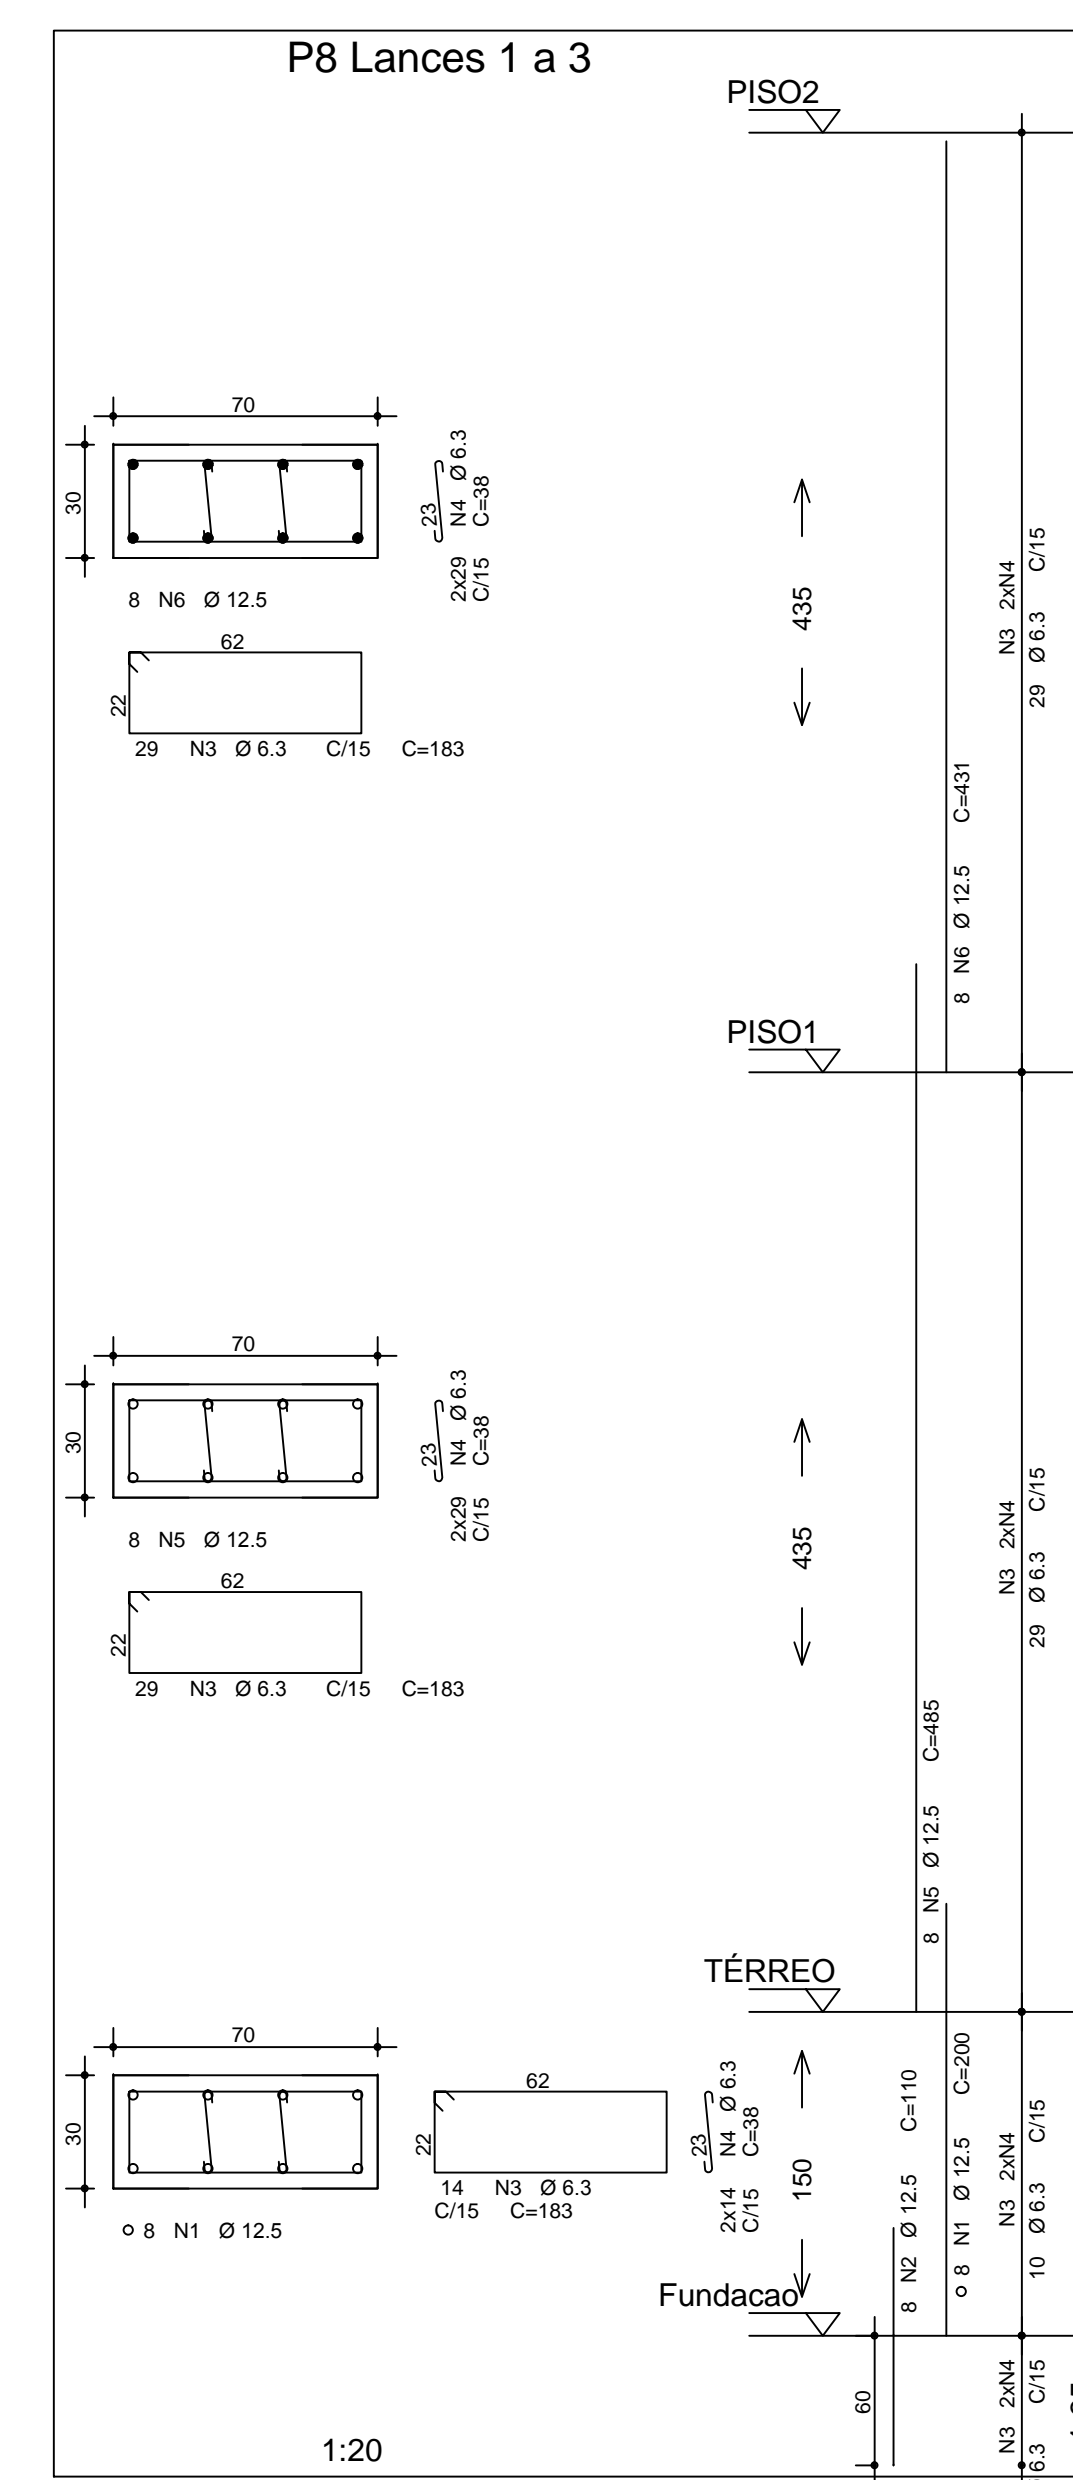 P8 Lances 1 a 3
PISO2
70
30
8 N6 Ø 12.5
23
N4 Ø 6.3
C=38
2x29
C/15
62
22
29 N3 Ø 6.3 C/15 C=183
435
N3 2xN4
29 Ø 6.3 C/15
8 N6 Ø 12.5 C=431
PISO1
70
30
8 N5 Ø 12.5
23
N4 Ø 6.3
C=38
2x29
C/15
62
22
29 N3 Ø 6.3 C/15 C=183
435
N3 2xN4
29 Ø 6.3 C/15
8 N5 Ø 12.5 C=485
TÉRREO
70
30
8 N1 Ø 12.5
62
22
14 N3 Ø 6.3
C/15 C=183
23
N4 Ø 6.3
C=38
2x14
C/15
150
8 N2 Ø 12.5 C=110
8 N1 Ø 12.5 C=200
N3 2xN4
10 Ø 6.3 C/15
Fundacao
60
N3 2xN4
6.3 C/15
1:20